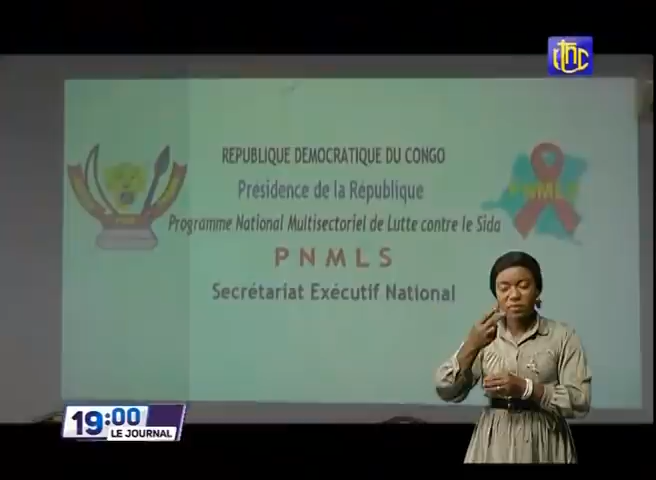 rtnc
REPUBLIQUE DEMOCRATIQUE DU CONGO
Présidence de la République
Programme National Multisectoriel de Lutte contre le Sida
PNMLS
PNMLS
Secrétariat Exécutif National
19:00
LE JOURNAL